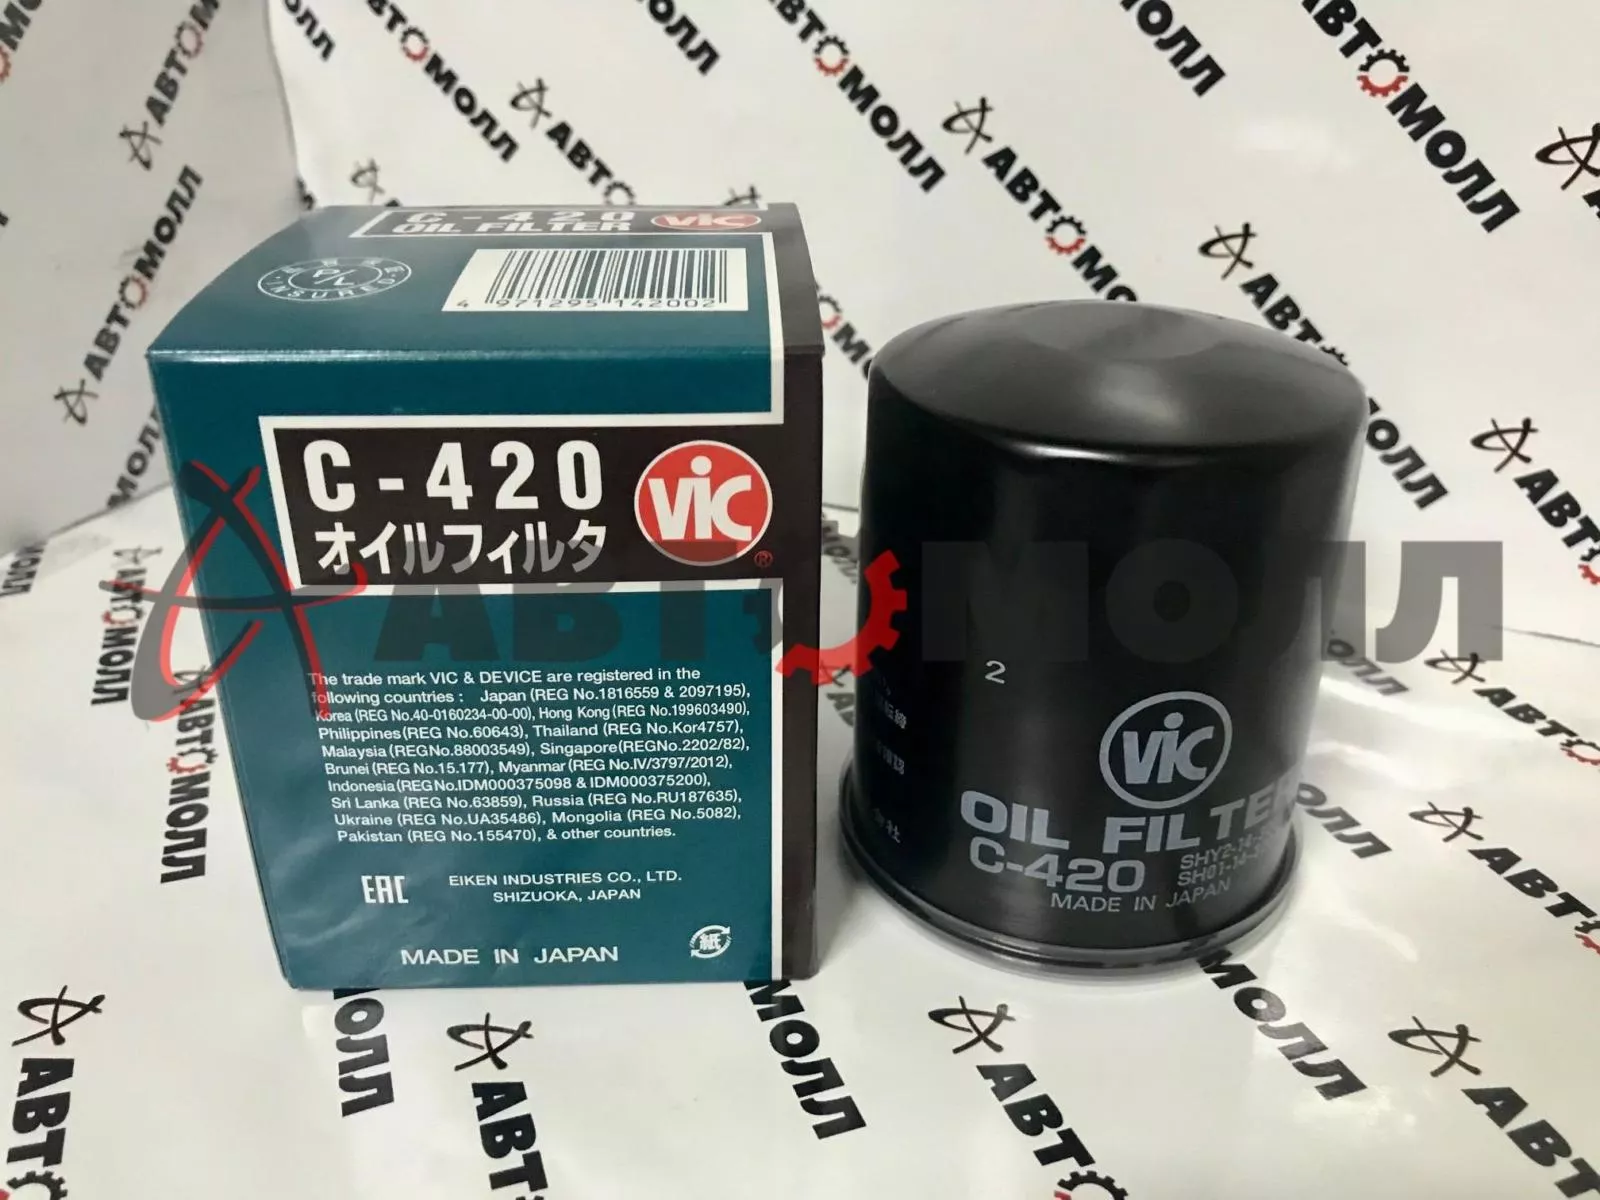 C-420
OIL FILTER
VIC
P/L
INSURED
4 971295 142002
C-420
オイルフィルタ
VIC
®
The trade mark VIC & DEVICE are registered in the
following countries : Japan (REG No.1816559 & 2097195),
Korea (REG No.40-0160234-00-00), Hong Kong (REG No.199603490),
Philippines (REG No.60643), Thailand (REG No.Kor4757),
Malaysia (REG No.88003549), Singapore (REG No.2202/82),
Brunei (REG No.15.177), Myanmar (REG No.IV/3797/2012),
Indonesia (REG No.IDM000375098 & IDM000375200),
Sri Lanka (REG No.63859), Russia (REG No.RU187635),
Ukraine (REG No.UA35486), Mongolia (REG No.5082),
Pakistan (REG No.155470), & other countries.
EAC
EIKEN INDUSTRIES CO., LTD.
SHIZUOKA, JAPAN
MADE IN JAPAN
紙
2
VIC
OIL FILTER
C-420
SHY2-14
SH01-14
MADE IN JAPAN
АВТОМОЛЛ